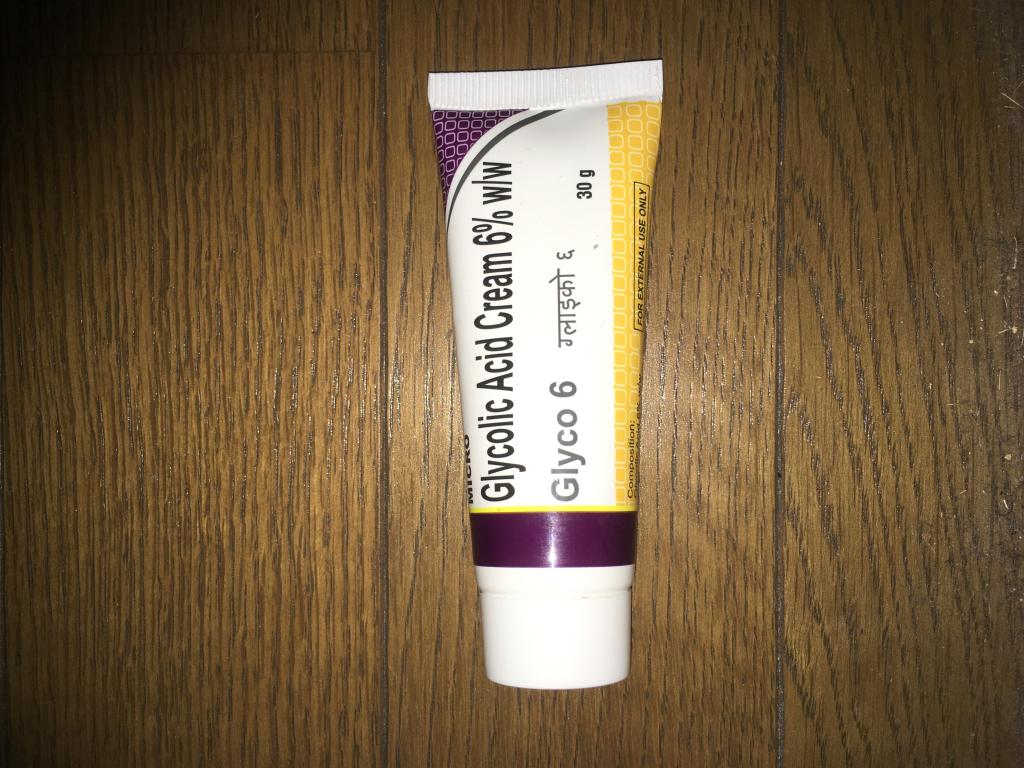 MICRO
Glycolic Acid Cream 6% w/w
Glyco 6 ग्लाइको ६
30 g
Composition:
FOR EXTERNAL USE ONLY